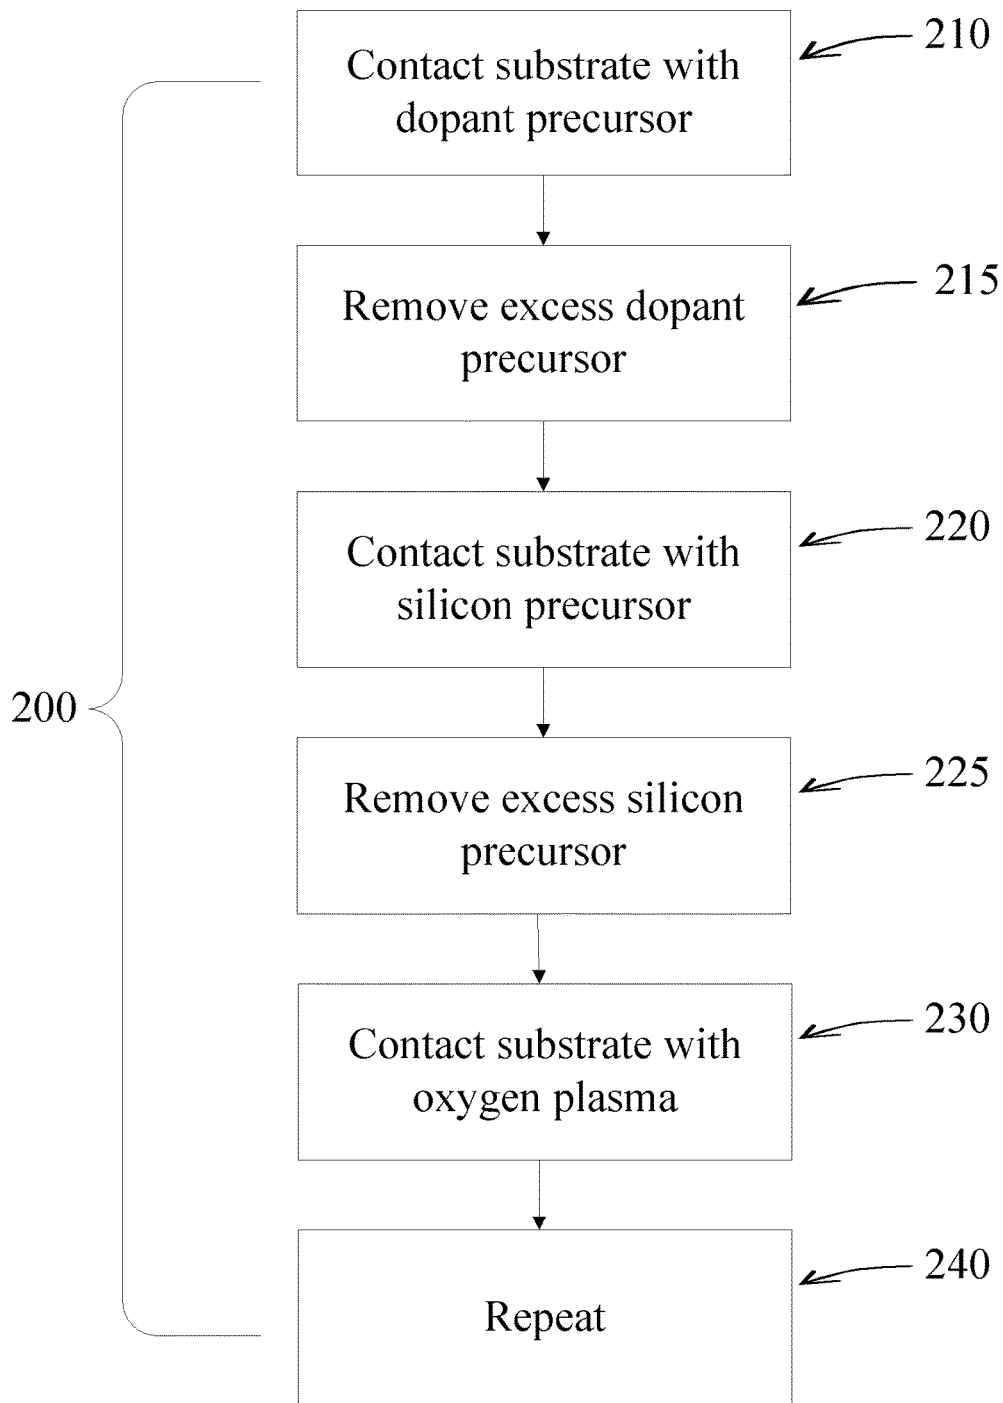 Contact substrate with
dopant precursor
210
Remove excess dopant
precursor
215
Contact substrate with
silicon precursor
220
200
Remove excess silicon
precursor
225
Contact substrate with
oxygen plasma
230
Repeat
240